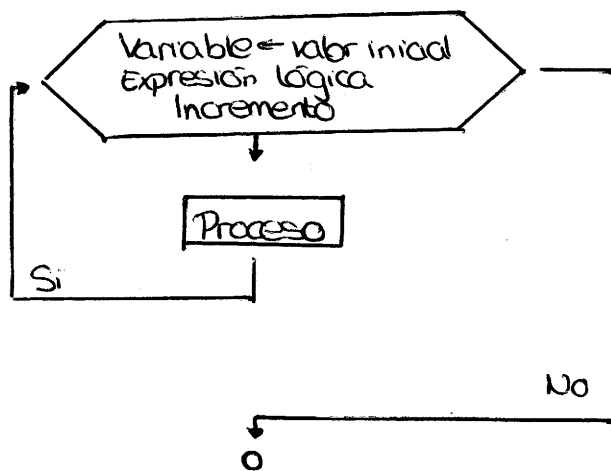 Variable ← valor inicial
Expresión lógica
Incremento
Proceso
Si
No